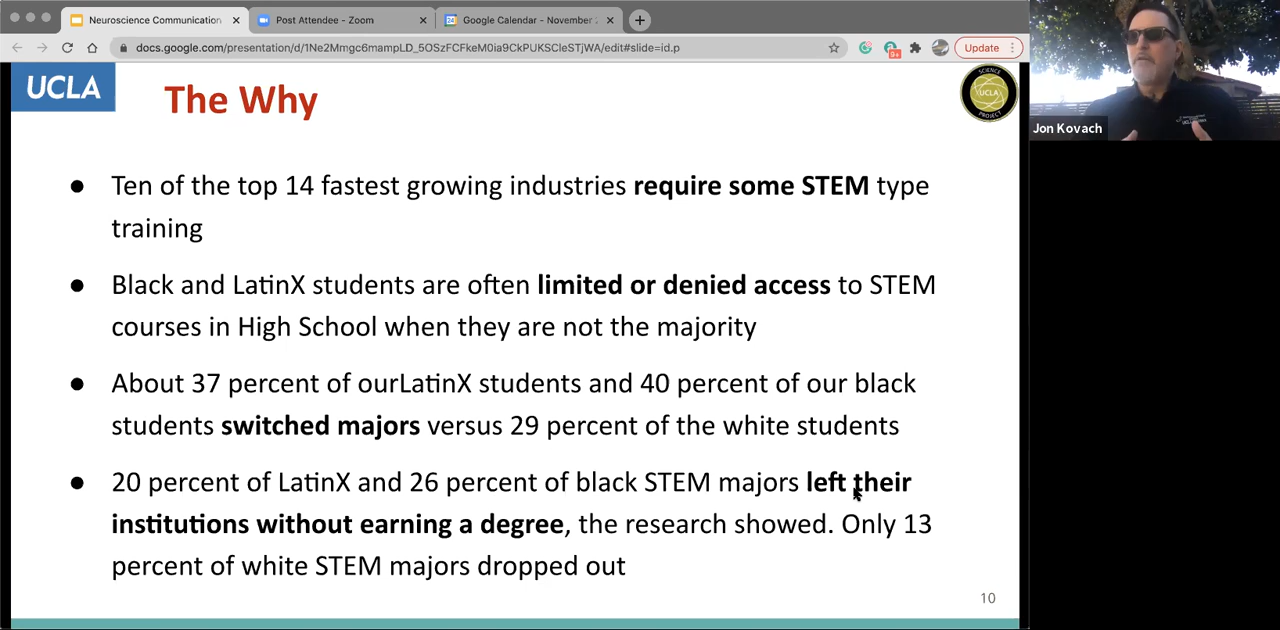 Neuroscience Communication
Post Attendee - Zoom
Google Calendar - November
docs.google.com/presentation/d/1Ne2Mmgc6mampLD_5OSzFCFkeM0ia9CkPUKSCleSTjWA/edit#slide=id.p
Update
UCLA
The Why
SCIENCE
UCLA
PROJECT
Jon Kovach
● Ten of the top 14 fastest growing industries require some STEM type
training
● Black and LatinX students are often limited or denied access to STEM
courses in High School when they are not the majority
● About 37 percent of ourLatinX students and 40 percent of our black
students switched majors versus 29 percent of the white students
● 20 percent of LatinX and 26 percent of black STEM majors left their
institutions without earning a degree, the research showed. Only 13
percent of white STEM majors dropped out
10